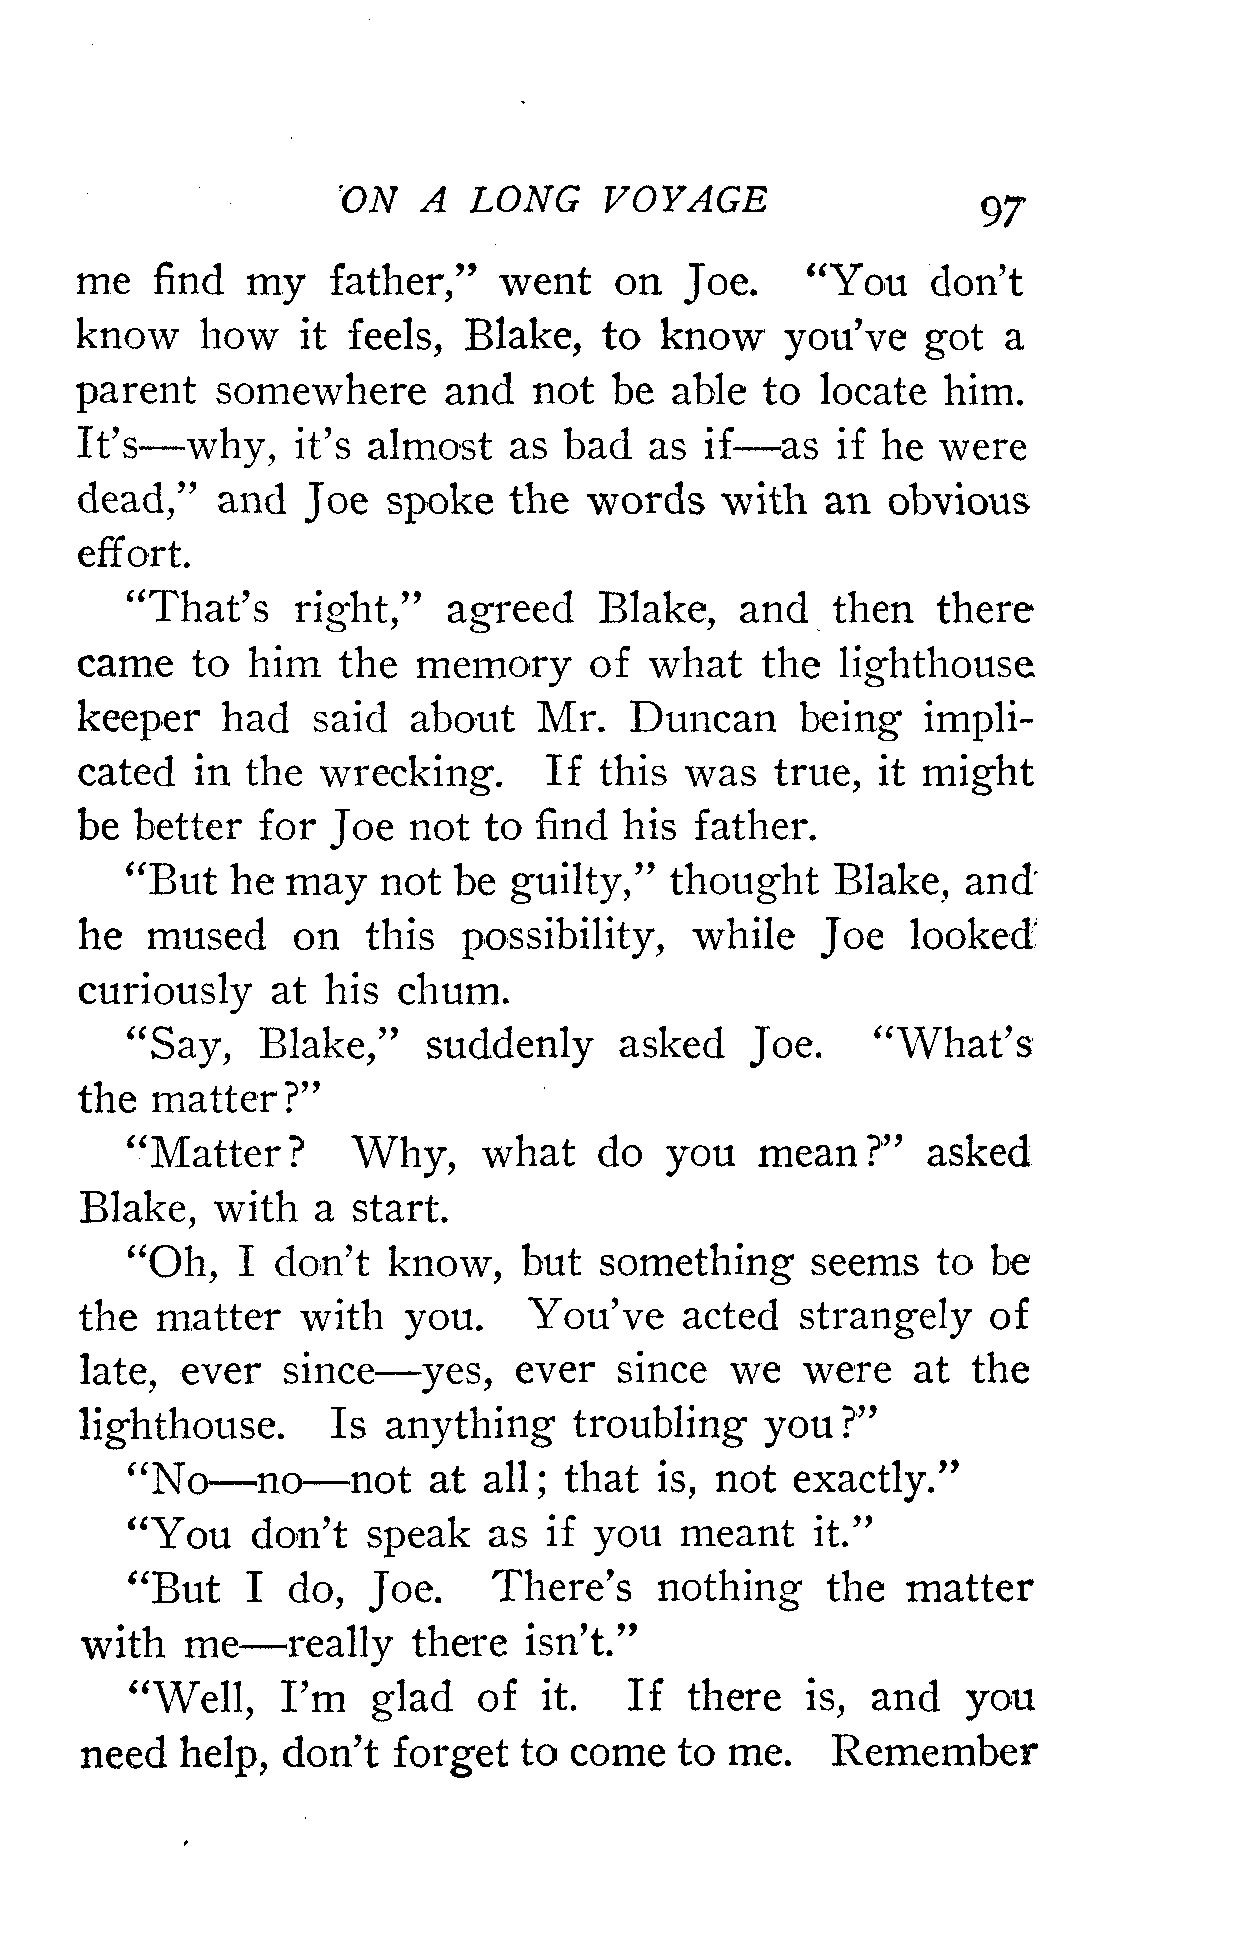 ON A LONG VOYAGE 97
me find my father,” went on Joe. “You don’t
know how it feels, Blake, to know you’ve got a
parent somewhere and not be able to locate him.
It’s—why, it’s almost as bad as if—as if he were
dead,” and Joe spoke the words with an obvious
effort.
“That’s right,” agreed Blake, and then there
came to him the memory of what the lighthouse
keeper had said about Mr. Duncan being impli-
cated in the wrecking. If this was true, it might
be better for Joe not to find his father.
“But he may not be guilty,” thought Blake, and
he mused on this possibility, while Joe looked
curiously at his chum.
“Say, Blake,” suddenly asked Joe. “What’s
the matter?”
“Matter? Why, what do you mean?” asked
Blake, with a start.
“Oh, I don’t know, but something seems to be
the matter with you. You’ve acted strangely of
late, ever since—yes, ever since we were at the
lighthouse. Is anything troubling you?”
“No—no—not at all; that is, not exactly.”
“You don’t speak as if you meant it.”
“But I do, Joe. There’s nothing the matter
with me—really there isn’t.”
“Well, I’m glad of it. If there is, and you
need help, don’t forget to come to me. Remember